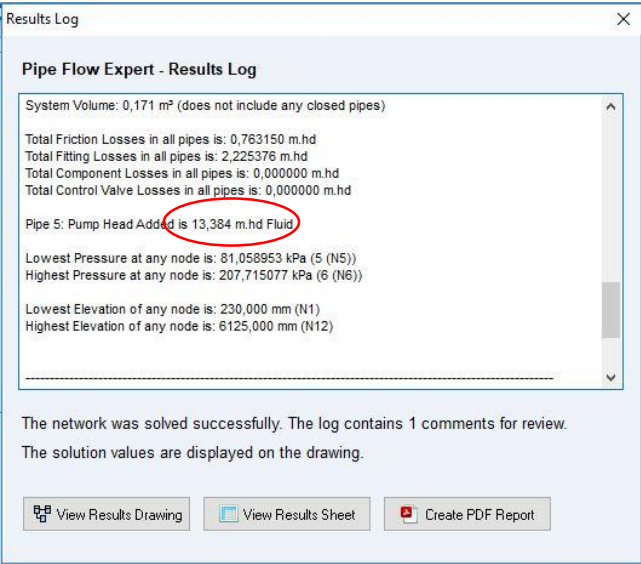 Results Log
Pipe Flow Expert - Results Log
System Volume: 0,171 m³ (does not include any closed pipes)
Total Friction Losses in all pipes is: 0,763150 m.hd
Total Fitting Losses in all pipes is: 2,225376 m.hd
Total Component Losses in all pipes is: 0,000000 m.hd
Total Control Valve Losses in all pipes is: 0,000000 m.hd
Pipe 5: Pump Head Added is 13,384 m.hd Fluid
Lowest Pressure at any node is: 81,058953 kPa (5 (N5))
Highest Pressure at any node is: 207,715077 kPa (6 (N6))
Lowest Elevation of any node is: 230,000 mm (N1)
Highest Elevation of any node is: 6125,000 mm (N12)
The network was solved successfully. The log contains 1 comments for review.
The solution values are displayed on the drawing.
View Results Drawing View Results Sheet Create PDF Report